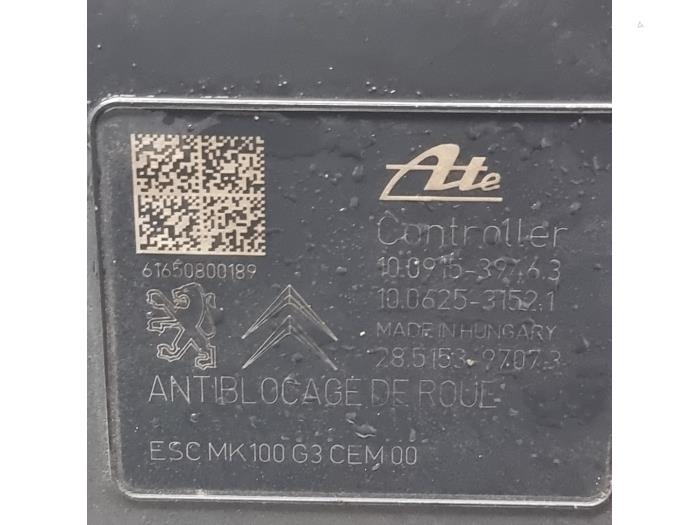 Ate
Controller
61650800189
10.0915-3946.3
10.0625-3152.1
MADE IN HUNGARY
28.5153-9707.3
ANTIBLOCAGE DE ROUE
ESC MK100 G3 CEM 00